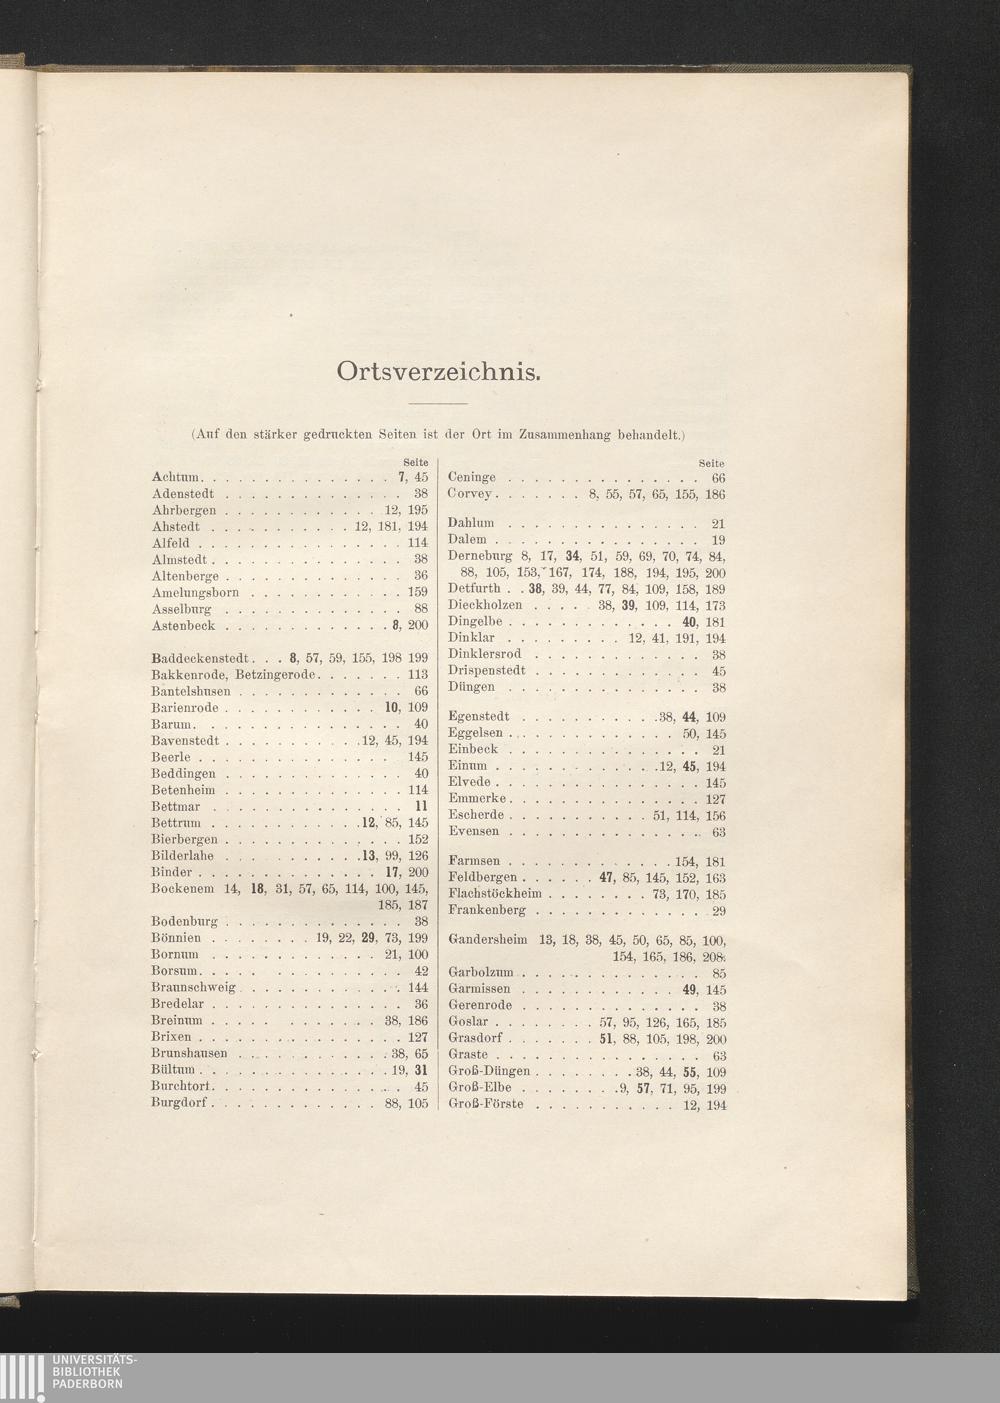 Ortsverzeichnis.
(Auf den stärker gedruckten Seiten ist der Ort im Zusammenhang behandelt.)
Seite
Achtum. . . . . . . . . . . . . . . . 7, 45
Adenstedt . . . . . . . . . . . . . . . 38
Ahrbergen . . . . . . . . . . . . . 12, 195
Ahstedt . . . . . . . . . . . . 12, 181, 194
Alfeld . . . . . . . . . . . . . . . . . 114
Almstedt . . . . . . . . . . . . . . . . 38
Altenberge . . . . . . . . . . . . . . . 36
Amelungsborn . . . . . . . . . . . . . 159
Asselburg . . . . . . . . . . . . . . . 88
Astenbeck . . . . . . . . . . . . . . 8, 200
Baddeckenstedt . . . 8, 57, 59, 155, 198 199
Bakkenrode, Betzingerode . . . . . . . 113
Bantelshusen . . . . . . . . . . . . . . 66
Barienrode . . . . . . . . . . . . . 10, 109
Barum. . . . . . . . . . . . . . . . . . 40
Bavenstedt . . . . . . . . . . . 12, 45, 194
Beerle . . . . . . . . . . . . . . . . 145
Beddingen . . . . . . . . . . . . . . . 40
Betenheim . . . . . . . . . . . . . . . 114
Bettmar . . . . . . . . . . . . . . . . 11
Bettrum . . . . . . . . . . . . 12, 85, 145
Bierbergen . . . . . . . . . . . . . . . 152
Bilderlahe . . . . . . . . . . . 13, 99, 126
Binder . . . . . . . . . . . . . . . 17, 200
Bockenem 14, 18, 31, 57, 65, 114, 100, 145,
185, 187
Bodenburg . . . . . . . . . . . . . . . 38
Bönnien . . . . . . . . 19, 22, 29, 73, 199
Bornum . . . . . . . . . . . . . . 21, 100
Borsum. . . . . . . . . . . . . . . . . 42
Braunschweig . . . . . . . . . . . . . 144
Bredelar . . . . . . . . . . . . . . . . 36
Breinum . . . . . . . . . . . . . 38, 186
Brixen . . . . . . . . . . . . . . . . . 127
Brunshausen . . . . . . . . . . . . . 38, 65
Bültum . . . . . . . . . . . . . . . . 19, 31
Burchtorf. . . . . . . . . . . . . . . . 45
Burgdorf . . . . . . . . . . . . . . 88, 105
Seite
Ceninge . . . . . . . . . . . . . . . . 66
Corvey . . . . . . . 8, 55, 57, 65, 155, 186
Dahlum . . . . . . . . . . . . . . . . 21
Dalem . . . . . . . . . . . . . . . . . 19
Derneburg 8, 17, 34, 51, 59, 69, 70, 74, 84,
88, 105, 153, 167, 174, 188, 194, 195, 200
Detfurth . . 38, 39, 44, 77, 84, 109, 158, 189
Dieckholzen . . . . . 38, 39, 109, 114, 173
Dingelbe . . . . . . . . . . . . . . 40, 181
Dinklar . . . . . . . . . . 12, 41, 191, 194
Dinklersrod . . . . . . . . . . . . . . 38
Drispenstedt . . . . . . . . . . . . . . 45
Düngen . . . . . . . . . . . . . . . . 38
Egenstedt . . . . . . . . . . . 38, 44, 109
Eggelsen . . . . . . . . . . . . . . 50, 145
Einbeck . . . . . . . . . . . . . . . . 21
Einum . . . . . . . . . . . . . 12, 45, 194
Elvede . . . . . . . . . . . . . . . . . 145
Emmerke . . . . . . . . . . . . . . . . 127
Escherde . . . . . . . . . . . . 51, 114, 156
Evensen . . . . . . . . . . . . . . . . 63
Farmsen . . . . . . . . . . . . . . 154, 181
Feldbergen . . . . . . 47, 85, 145, 152, 163
Flachstöckheim . . . . . . . . 73, 170, 185
Frankenberg . . . . . . . . . . . . . . 29
Gandersheim 13, 18, 38, 45, 50, 65, 85, 100,
154, 165, 186, 208.
Garbolzum . . . . . . . . . . . . . . . 85
Garmissen . . . . . . . . . . . . . 49, 145
Gerenrode . . . . . . . . . . . . . . . 38
Goslar . . . . . . . . 57, 95, 126, 165, 185
Grasdorf . . . . . . . 51, 88, 105, 198, 200
Graste . . . . . . . . . . . . . . . . . 63
Groß-Düngen . . . . . . . . 38, 44, 55, 109
Groß-Elbe . . . . . . . . 9, 57, 71, 95, 199
Groß-Förste . . . . . . . . . . . . 12, 194
UNIVERSITÄTS-
BIBLIOTHEK
PADERBORN